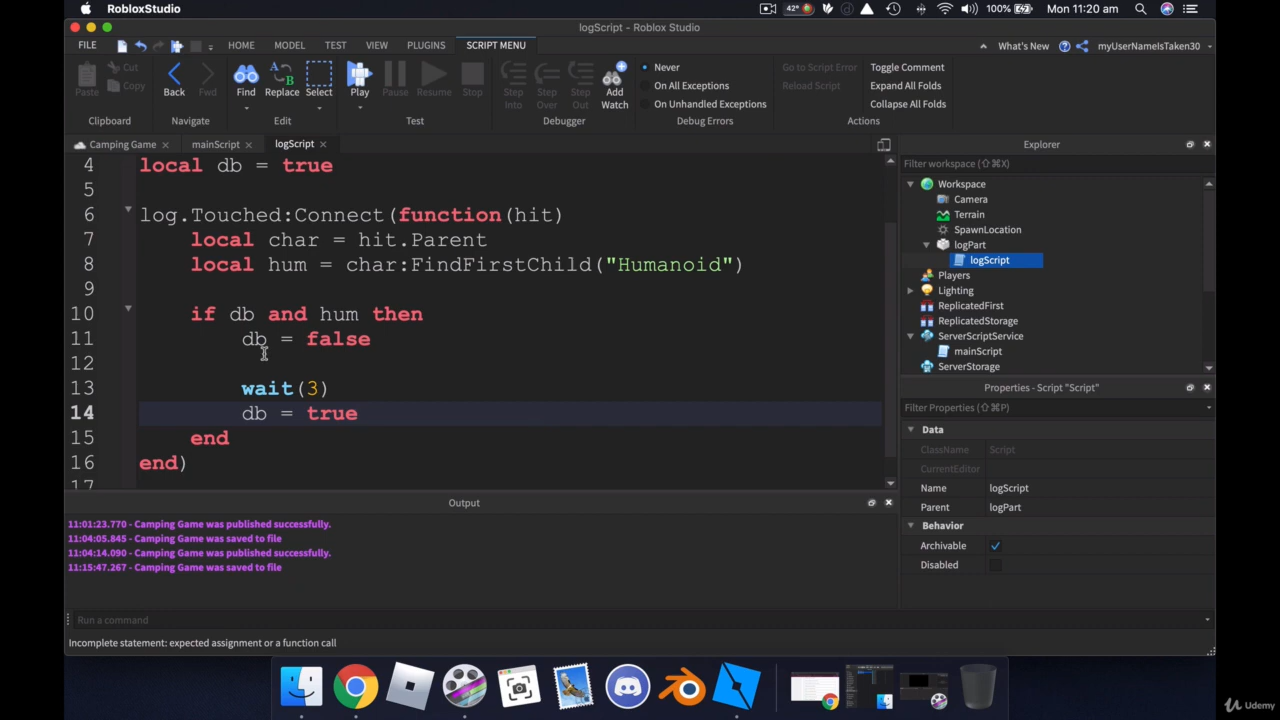 RobloxStudio
42° 100% Mon 11:20 am
logScript - Roblox Studio
FILE HOME MODEL TEST VIEW PLUGINS SCRIPT MENU What's New myUserNameIsTaken30
Paste Cut Copy Back Fwd Find Replace Select Play Pause Resume Stop Step Into Step Over Step Out Add Watch
Never
On All Exceptions
On Unhandled Exceptions
Go to Script Error
Reload Script
Toggle Comment
Expand All Folds
Collapse All Folds
Clipboard Navigate Edit Test Debugger Debug Errors Actions
Camping Game mainScript logScript
4 local db = true
5
6 log.Touched:Connect(function(hit)
7 local char = hit.Parent
8 local hum = char:FindFirstChild("Humanoid")
9
10 if db and hum then
11 db = false
12
13 wait(3)
14 db = true
15 end
16 end)
17
Explorer
Filter workspace (⇧⌘X)
Workspace
Camera
Terrain
SpawnLocation
logPart
logScript
Players
Lighting
ReplicatedFirst
ReplicatedStorage
ServerScriptService
mainScript
ServerStorage
Properties - Script "Script"
Filter Properties (⇧⌘P)
Data
ClassName Script
CurrentEditor
Name logScript
Parent logPart
Behavior
Archivable
Disabled
Output
11:01:23.770 - Camping Game was published successfully.
11:04:05.845 - Camping Game was saved to file
11:04:14.090 - Camping Game was published successfully.
11:15:47.267 - Camping Game was saved to file
Run a command
Incomplete statement: expected assignment or a function call
Udemy